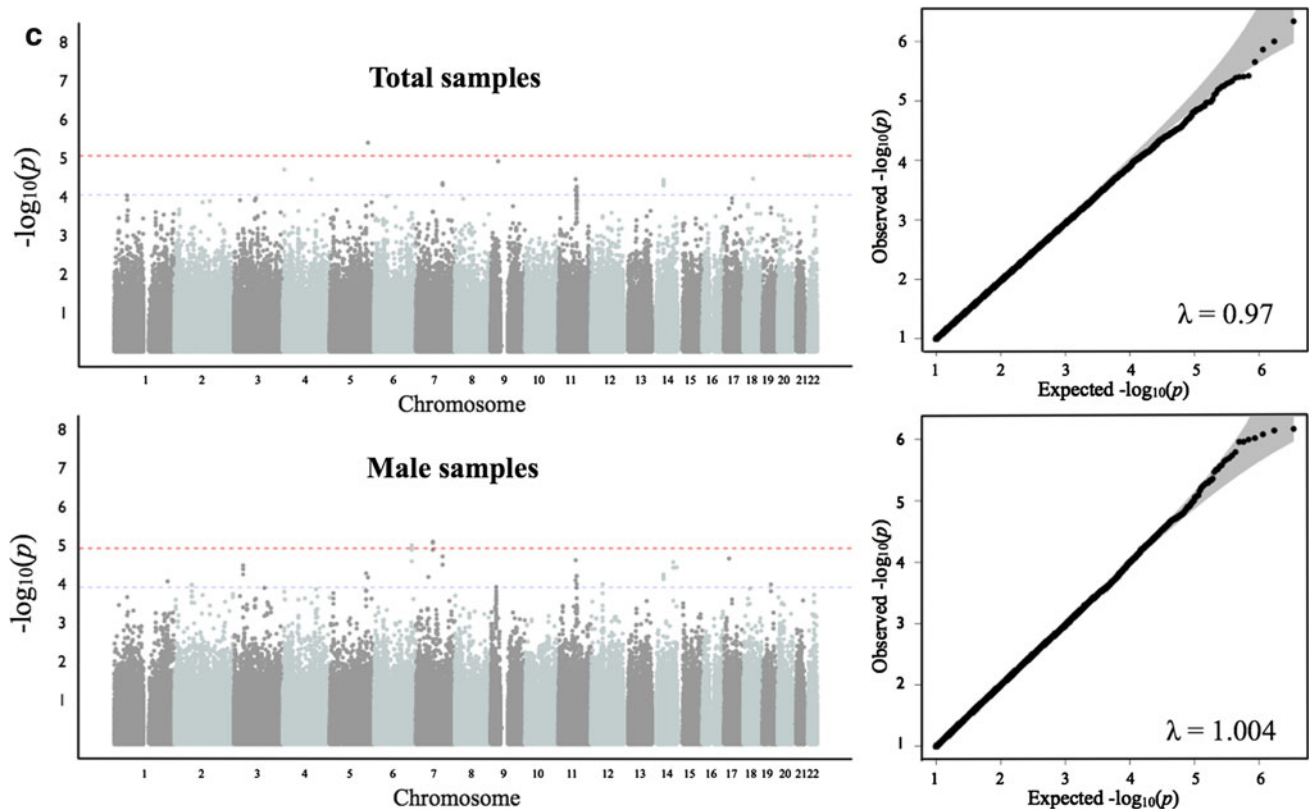 c
Total samples
-log10(p)
8
7
6
5
4
3
2
1
1 2 3 4 5 6 7 8 9 10 11 12 13 14 15 16 17 18 19 20 21 22
Chromosome
Observed -log10(p)
6
5
4
3
2
1
λ = 0.97
1 2 3 4 5 6
Expected -log10(p)
Male samples
-log10(p)
8
7
6
5
4
3
2
1
1 2 3 4 5 6 7 8 9 10 11 12 13 14 15 16 17 18 19 20 21 22
Chromosome
Observed -log10(p)
6
5
4
3
2
1
λ = 1.004
1 2 3 4 5 6
Expected -log10(p)